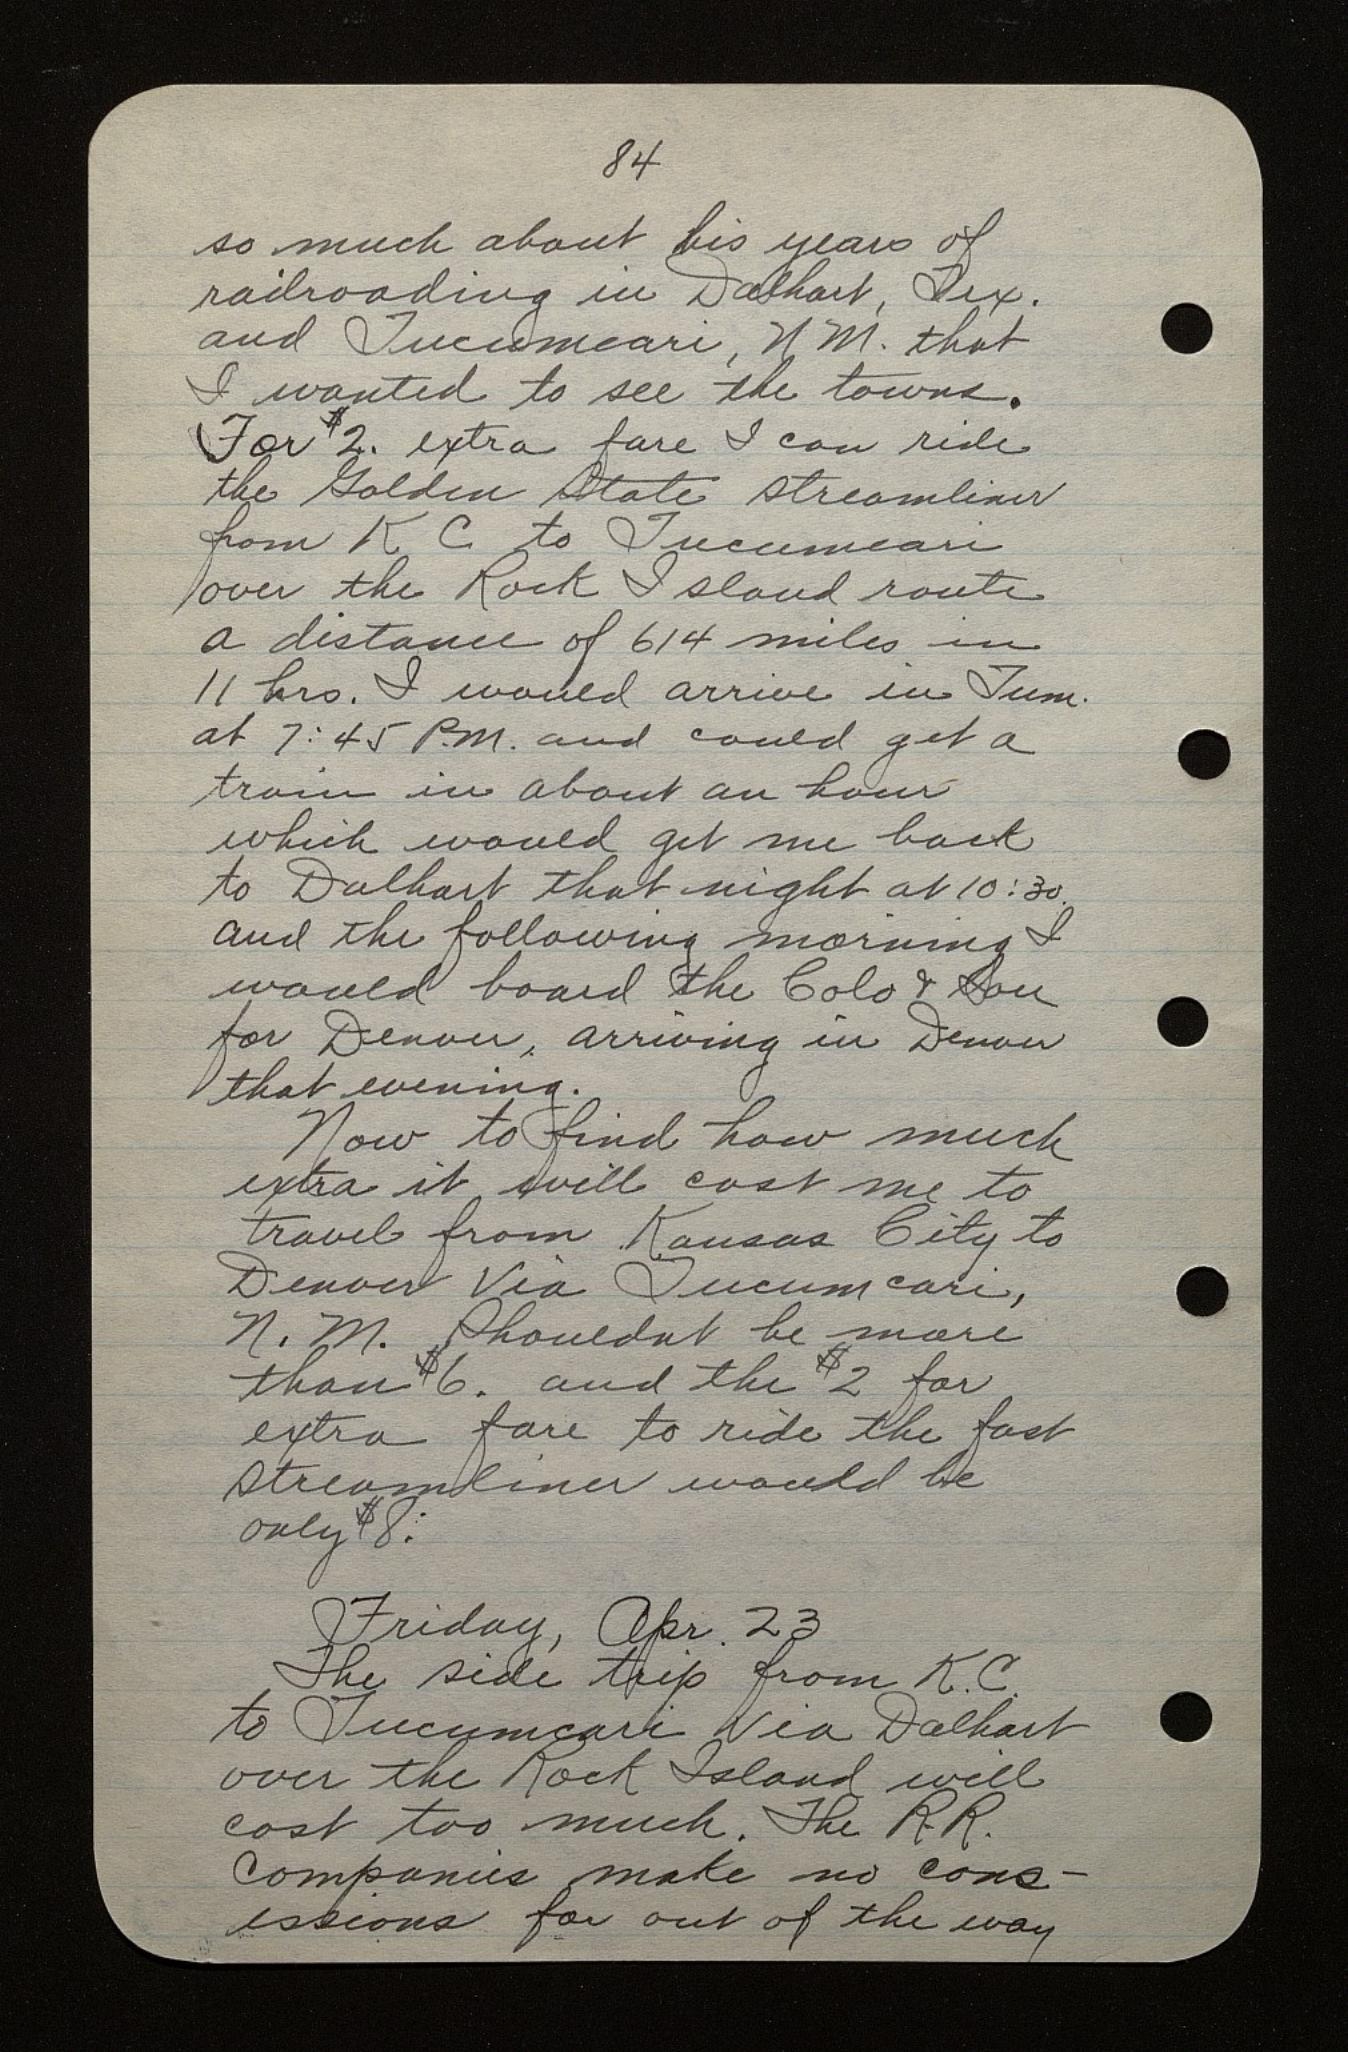 84
so much about his years of
railroading in Dalhart, Tex.
and Tucumcari, N M. that
I wanted to see the towns.
For $2. extra fare I can ride
the Golden State streamliner
from K C to Tucumcari
over the Rock Island route
a distance of 614 miles in
11 hrs. I would arrive in Tum.
at 7:45 P.M. and could get a
train in about an hour
which would get me back
to Dalhart that night at 10:30.
and the following morning I
would board the Colo & Sou
for Denver, arriving in Denver
that evening.
Now to find how much
extra it will cost me to
travel from Kansas City to
Denver Via Tucumcari,
N. M. Shouldnt be more
than $6. and the $2 for
extra fare to ride the fast
streamliner would be
only $8.
Friday, Apr. 23
The side trip from K.C.
to Tucumcari Via Dalhart
over the Rock Island will
cost too much. The R.R.
Companies make no cons-
essions for out of the way